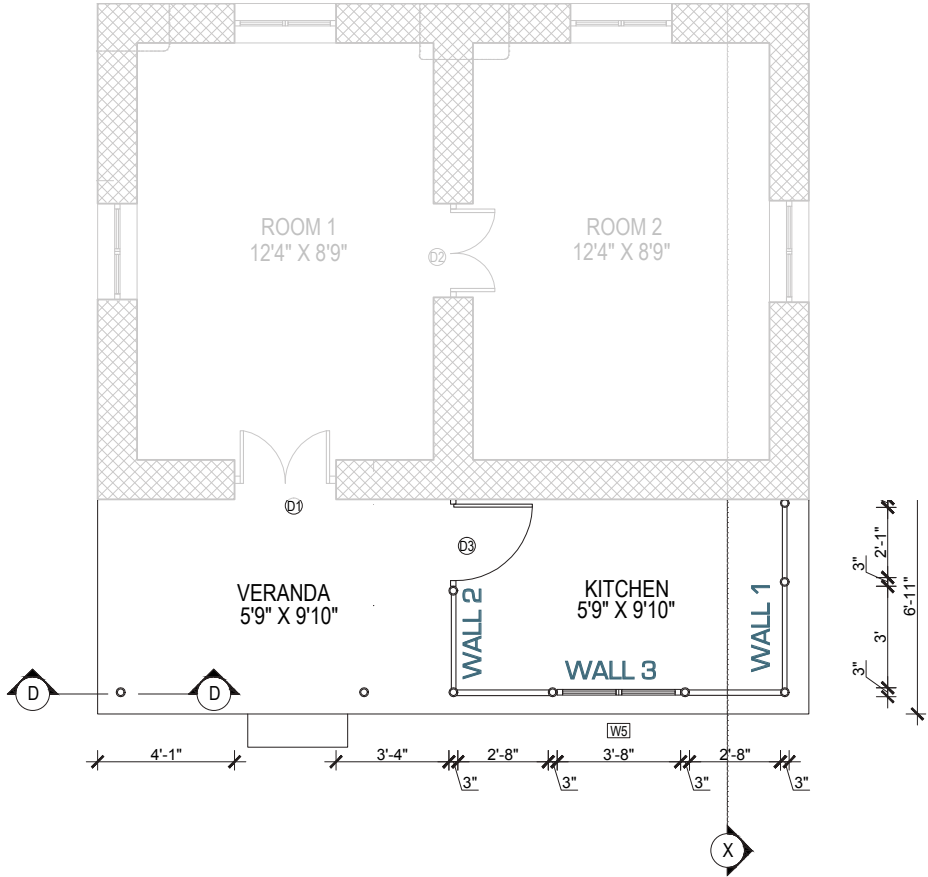 ROOM 1
12'4" X 8'9"
ROOM 2
12'4" X 8'9"
D2
D1
D3
VERANDA
5'9" X 9'10"
KITCHEN
5'9" X 9'10"
WALL 2
WALL 1
WALL 3
D
D
W5
4'-1"
3'-4"
2'-8"
3'-8"
2'-8"
3"
3"
3"
3"
2'-1"
3"
3'
3"
6'-11"
X